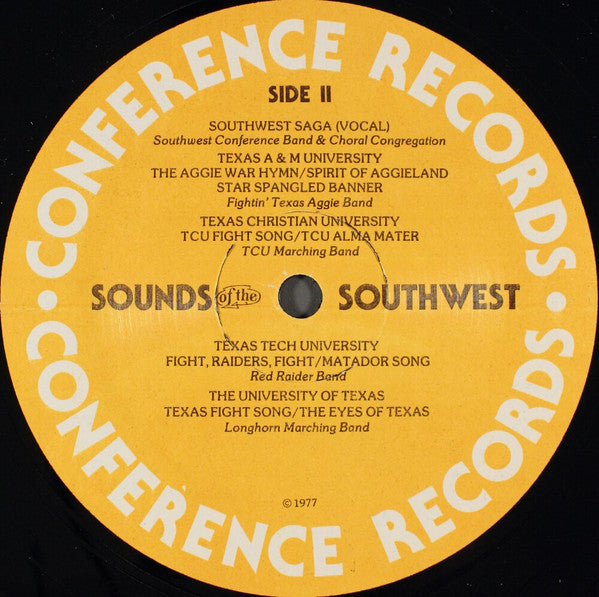 CONFERENCE RECORDS
SIDE II
SOUTHWEST SAGA (VOCAL)
Southwest Conference Band & Choral Congregation
TEXAS A & M UNIVERSITY
THE AGGIE WAR HYMN/SPIRIT OF AGGIELAND
STAR SPANGLED BANNER
Fightin' Texas Aggie Band
TEXAS CHRISTIAN UNIVERSITY
TCU FIGHT SONG/TCU ALMA MATER
TCU Marching Band
SOUNDS of the SOUTHWEST
TEXAS TECH UNIVERSITY
FIGHT, RAIDERS, FIGHT/MATADOR SONG
Red Raider Band
THE UNIVERSITY OF TEXAS
TEXAS FIGHT SONG/THE EYES OF TEXAS
Longhorn Marching Band
© 1977
CONFERENCE RECORDS